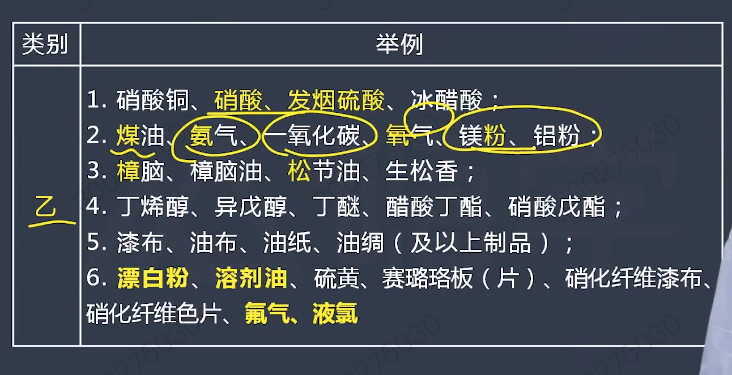 类别 举例
乙
1. 硝酸铜、硝酸、发烟硫酸、冰醋酸；
2. 煤油、氨气、一氧化碳、氧气、镁粉、铝粉；
3. 樟脑、樟脑油、松节油、生松香；
4. 丁烯醇、异戊醇、丁醚、醋酸丁酯、硝酸戊酯；
5. 漆布、油布、油纸、油绸（及以上制品）；
6. 漂白粉、溶剂油、硫黄、赛璐珞板（片）、硝化纤维漆布、
硝化纤维色片、氟气、液氯